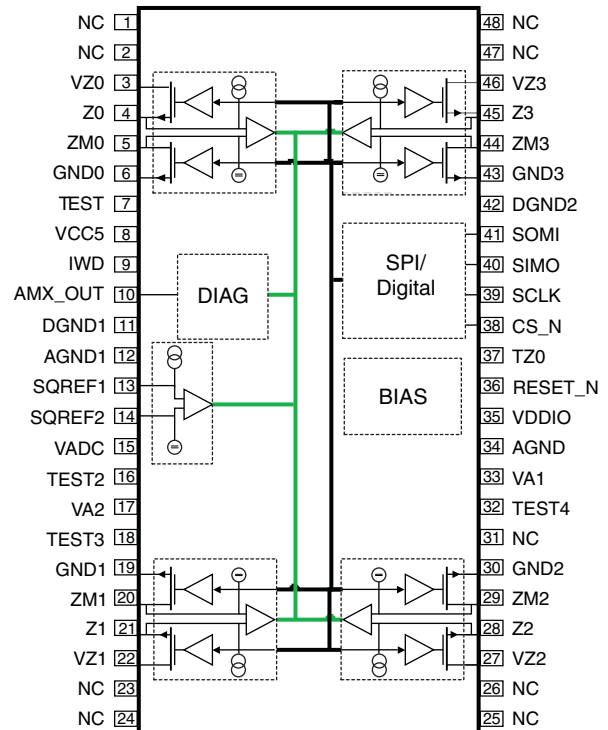 NC 1 48 NC
NC 2 47 NC
VZ0 3 46 VZ3
Z0 4 45 Z3
ZM0 5 44 ZM3
GND0 6 43 GND3
TEST 7 42 DGND2
VCC5 8 41 SOMI
IWD 9 40 SIMO
AMX_OUT 10 39 SCLK
DGND1 11 38 CS_N
AGND1 12 37 TZ0
SQREF1 13 36 RESET_N
SQREF2 14 35 VDDIO
VADC 15 34 AGND
TEST2 16 33 VA1
VA2 17 32 TEST4
TEST3 18 31 NC
GND1 19 30 GND2
ZM1 20 29 ZM2
Z1 21 28 Z2
VZ1 22 27 VZ2
NC 23 26 NC
NC 24 25 NC
DIAG
SPI/
Digital
BIAS